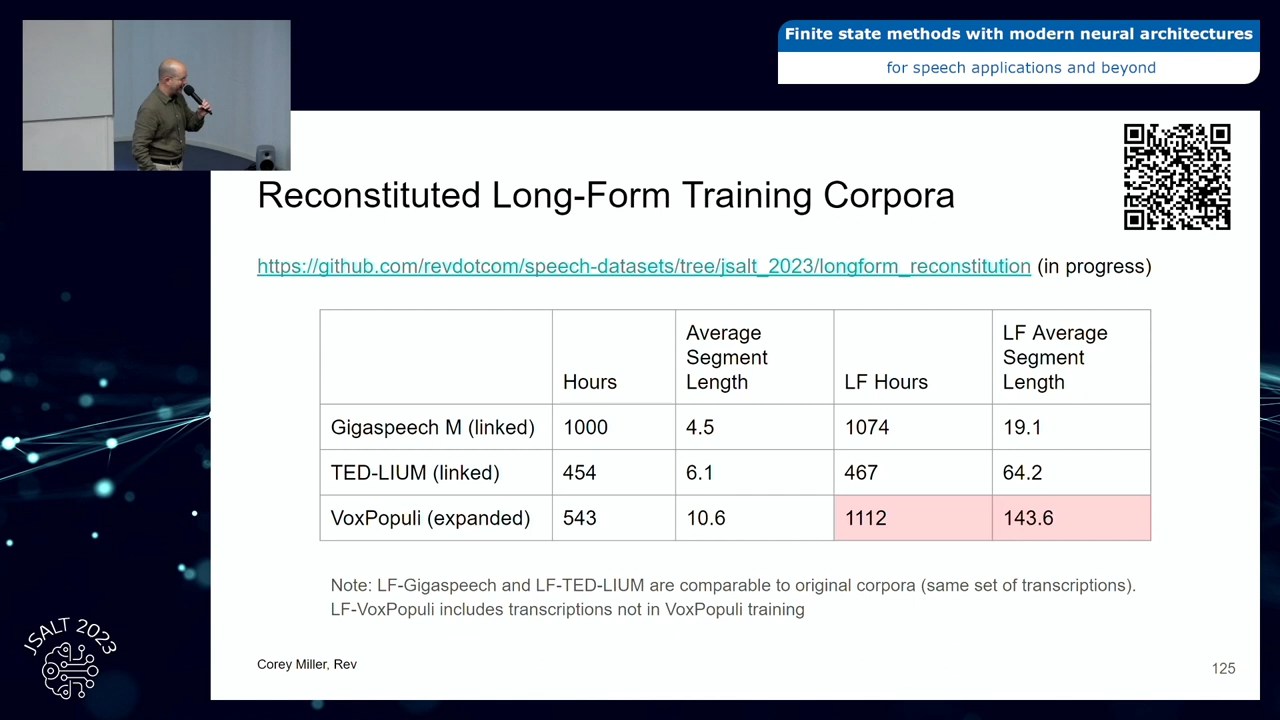 Finite state methods with modern neural architectures
for speech applications and beyond
Reconstituted Long-Form Training Corpora
https://github.com/revdotcom/speech-datasets/tree/jsalt_2023/longform_reconstitution (in progress)
Hours
Average Segment Length
LF Hours
LF Average Segment Length
Gigaspeech M (linked) 1000 4.5 1074 19.1
TED-LIUM (linked) 454 6.1 467 64.2
VoxPopuli (expanded) 543 10.6 1112 143.6
Note: LF-Gigaspeech and LF-TED-LIUM are comparable to original corpora (same set of transcriptions).
LF-VoxPopuli includes transcriptions not in VoxPopuli training
JSALT 2023
Corey Miller, Rev
125